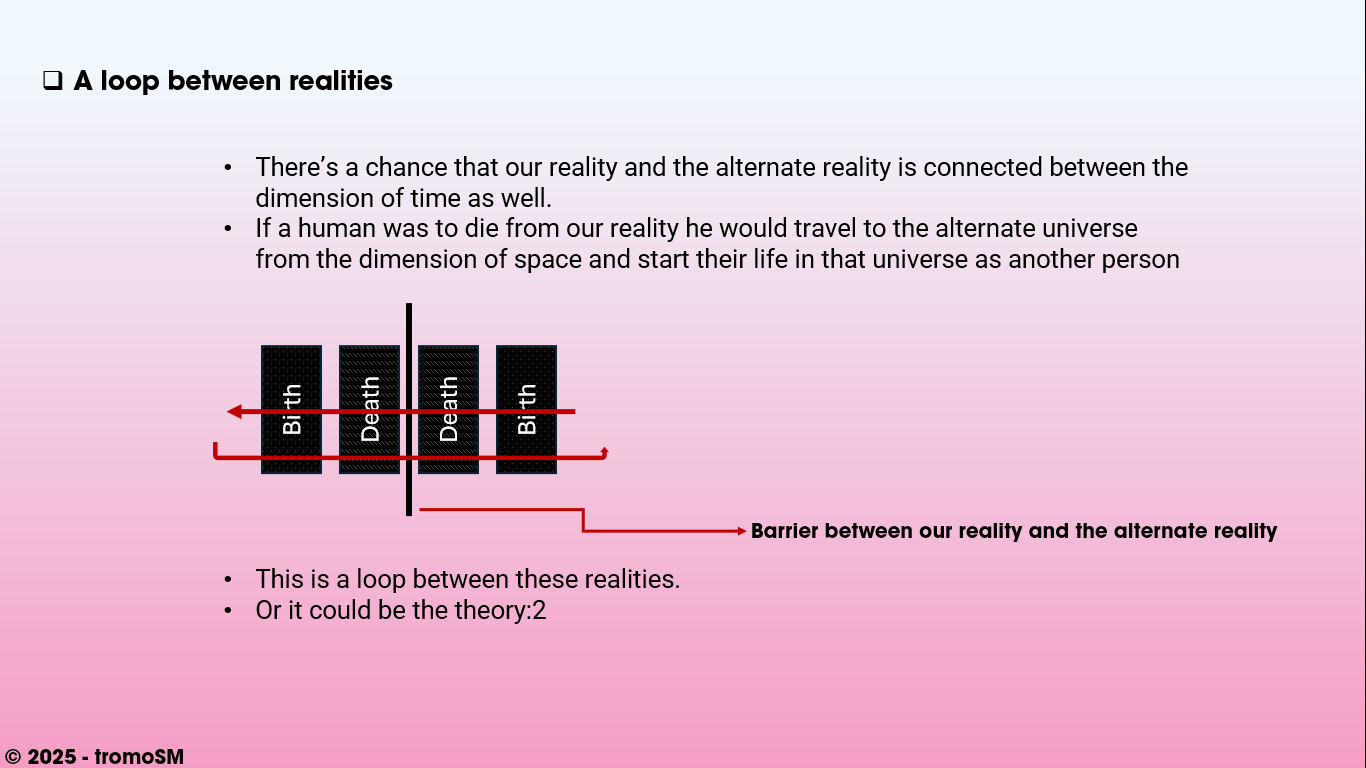 ❑ A loop between realities
• There’s a chance that our reality and the alternate reality is connected between the
dimension of time as well.
• If a human was to die from our reality he would travel to the alternate universe
from the dimension of space and start their life in that universe as another person
Birth
Death
Death
Birth
Barrier between our reality and the alternate reality
• This is a loop between these realities.
• Or it could be the theory:2
© 2025 - tromoSM